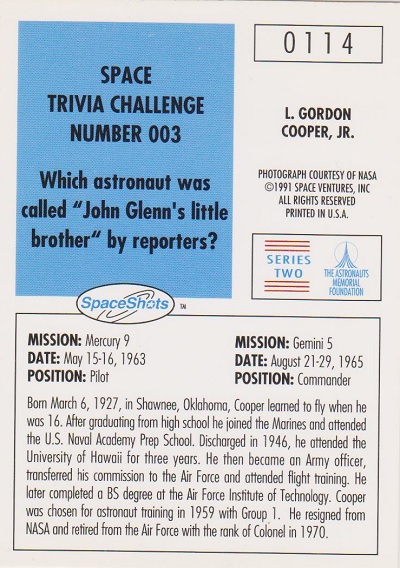 SPACE
TRIVIA CHALLENGE
NUMBER 003
Which astronaut was
called “John Glenn's little
brother“ by reporters?
0114
L. GORDON
COOPER, JR.
PHOTOGRAPH COURTESY OF NASA
©1991 SPACE VENTURES, INC
ALL RIGHTS RESERVED
PRINTED IN U.S.A.
SERIES
TWO
THE ASTRONAUTS
MEMORIAL
FOUNDATION
SpaceShots TM
MISSION: Mercury 9
DATE: May 15-16, 1963
POSITION: Pilot
MISSION: Gemini 5
DATE: August 21-29, 1965
POSITION: Commander
Born March 6, 1927, in Shawnee, Oklahoma, Cooper learned to fly when he
was 16. After graduating from high school he joined the Marines and attended
the U.S. Naval Academy Prep School. Discharged in 1946, he attended the
University of Hawaii for three years. He then became an Army officer,
transferred his commission to the Air Force and attended flight training. He
later completed a BS degree at the Air Force Institute of Technology. Cooper
was chosen for astronaut training in 1959 with Group 1. He resigned from
NASA and retired from the Air Force with the rank of Colonel in 1970.